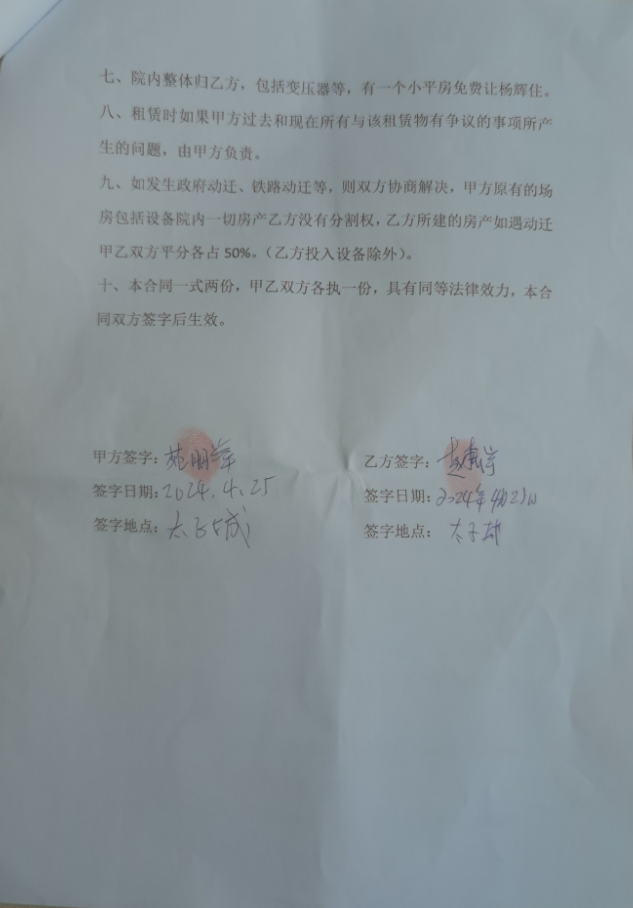 七、院内整体归乙方，包括变压器等，有一个小平房免费让杨辉住。
八、租赁时如果甲方过去和现在所有与该租赁物有争议的事项所产
生的问题，由甲方负责。
九、如发生政府动迁、铁路动迁等，则双方协商解决，甲方原有的场
房包括设备院内一切房产乙方没有分割权，乙方所建的房产如遇动迁
甲乙双方平分各占 50%。（乙方投入设备除外）。
十、本合同一式两份，甲乙双方各执一份，具有同等法律效力，本合
同双方签字后生效。
甲方签字：
乙方签字：
签字日期：2024.4.25
签字日期：2024年4月25日
签字地点：太子城
签字地点：太子城